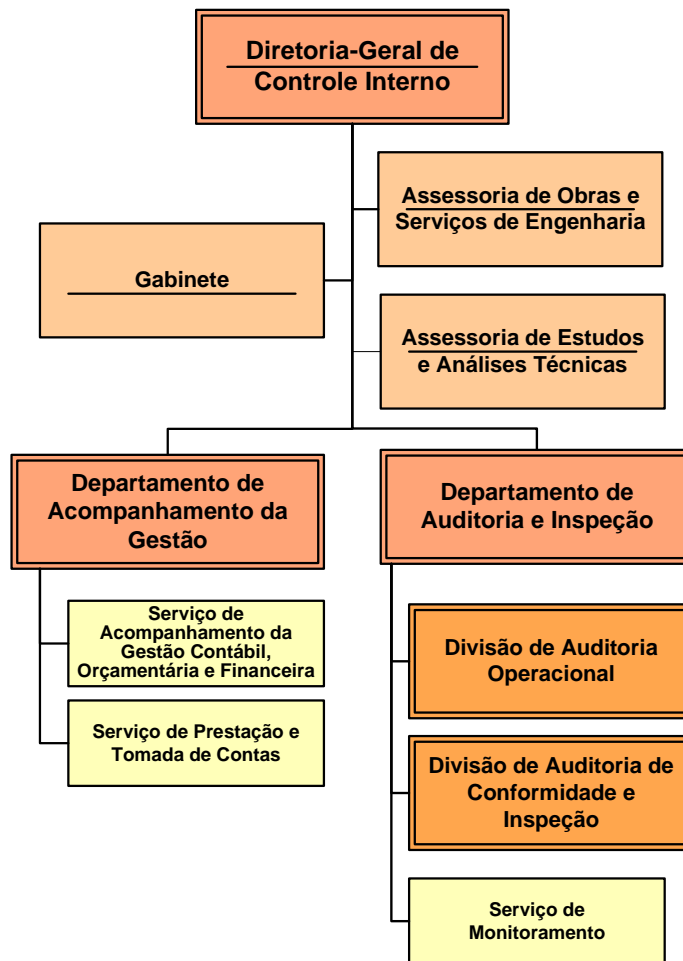 Diretoria-Geral de
Controle Interno
Assessoria de Obras e
Serviços de Engenharia
Gabinete
Assessoria de Estudos
e Análises Técnicas
Departamento de
Acompanhamento da
Gestão
Departamento de
Auditoria e Inspeção
Serviço de
Acompanhamento da
Gestão Contábil,
Orçamentária e Financeira
Serviço de Prestação e
Tomada de Contas
Divisão de Auditoria
Operacional
Divisão de Auditoria de
Conformidade e
Inspeção
Serviço de
Monitoramento